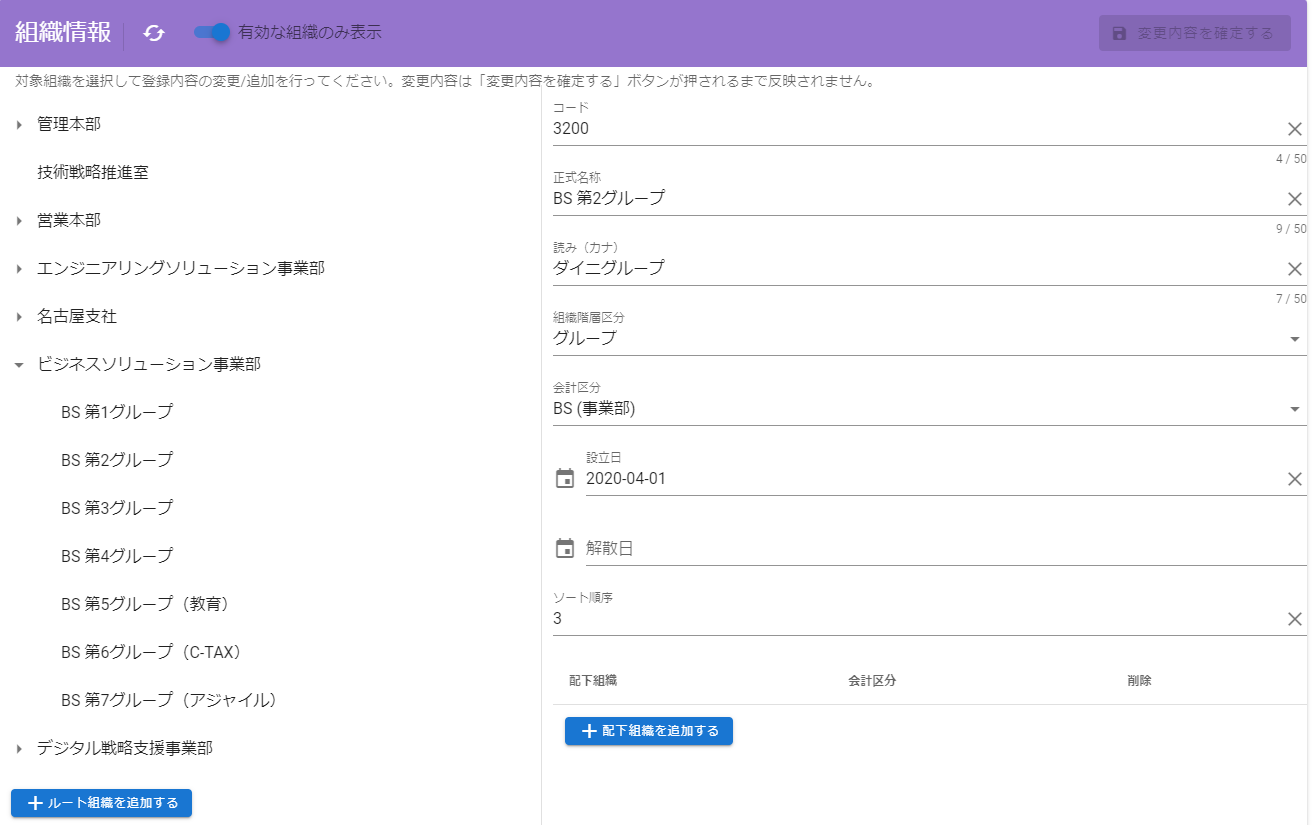 組織情報
有効な組織のみ表示
変更内容を確定する
対象組織を選択して登録内容の変更/追加を行ってください。変更内容は「変更内容を確定する」ボタンが押されるまで反映されません。
管理本部
技術戦略推進室
営業本部
エンジニアリングソリューション事業部
名古屋支社
ビジネスソリューション事業部
BS 第1グループ
BS 第2グループ
BS 第3グループ
BS 第4グループ
BS 第5グループ（教育）
BS 第6グループ（C-TAX）
BS 第7グループ（アジャイル）
デジタル戦略支援事業部
ルート組織を追加する
コード
3200
4 / 50
正式名称
BS 第2グループ
9 / 50
読み（カナ）
ダイニグループ
7 / 50
組織階層区分
グループ
会計区分
BS (事業部)
設立日
2020-04-01
解散日
ソート順序
3
配下組織 会計区分 削除
配下組織を追加する